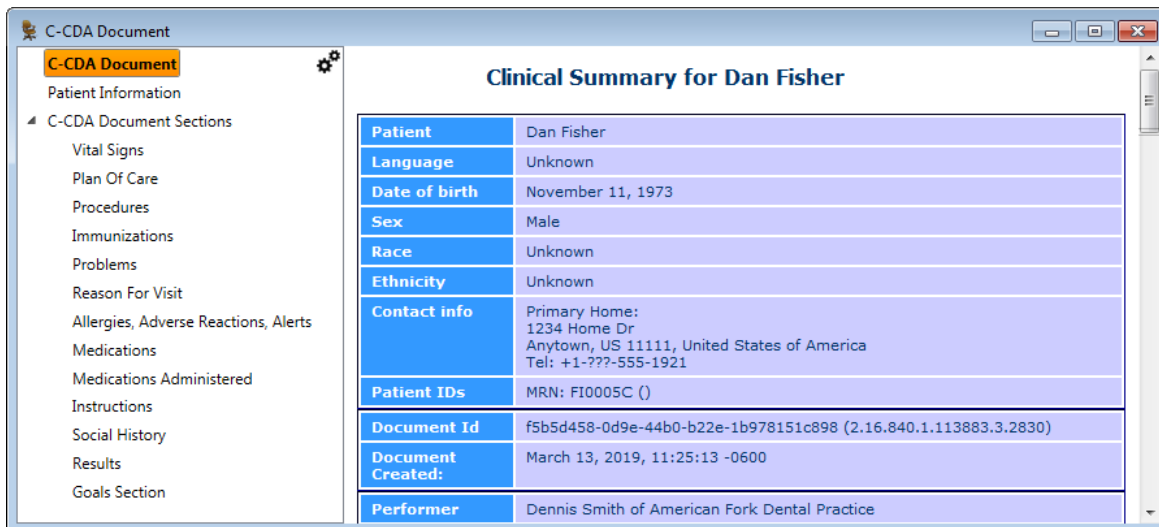 C-CDA Document
C-CDA Document
Patient Information
C-CDA Document Sections
Vital Signs
Plan Of Care
Procedures
Immunizations
Problems
Reason For Visit
Allergies, Adverse Reactions, Alerts
Medications
Medications Administered
Instructions
Social History
Results
Goals Section
Clinical Summary for Dan Fisher
Patient Dan Fisher
Language Unknown
Date of birth November 11, 1973
Sex Male
Race Unknown
Ethnicity Unknown
Contact info Primary Home:
1234 Home Dr
Anytown, US 11111, United States of America
Tel: +1-???-555-1921
Patient IDs MRN: FI0005C ()
Document Id f5b5d458-0d9e-44b0-b22e-1b978151c898 (2.16.840.1.113883.3.2830)
Document March 13, 2019, 11:25:13 -0600
Created:
Performer Dennis Smith of American Fork Dental Practice